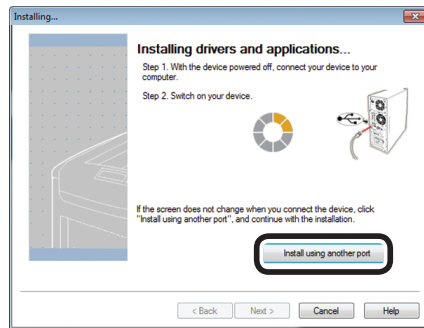 Installing...
Installing drivers and applications...
Step 1. With the device powered off, connect your device to your
computer.
Step 2. Switch on your device.
If the screen does not change when you connect the device, click
"Install using another port", and continue with the installation.
Install using another port
< Back Next > Cancel Help